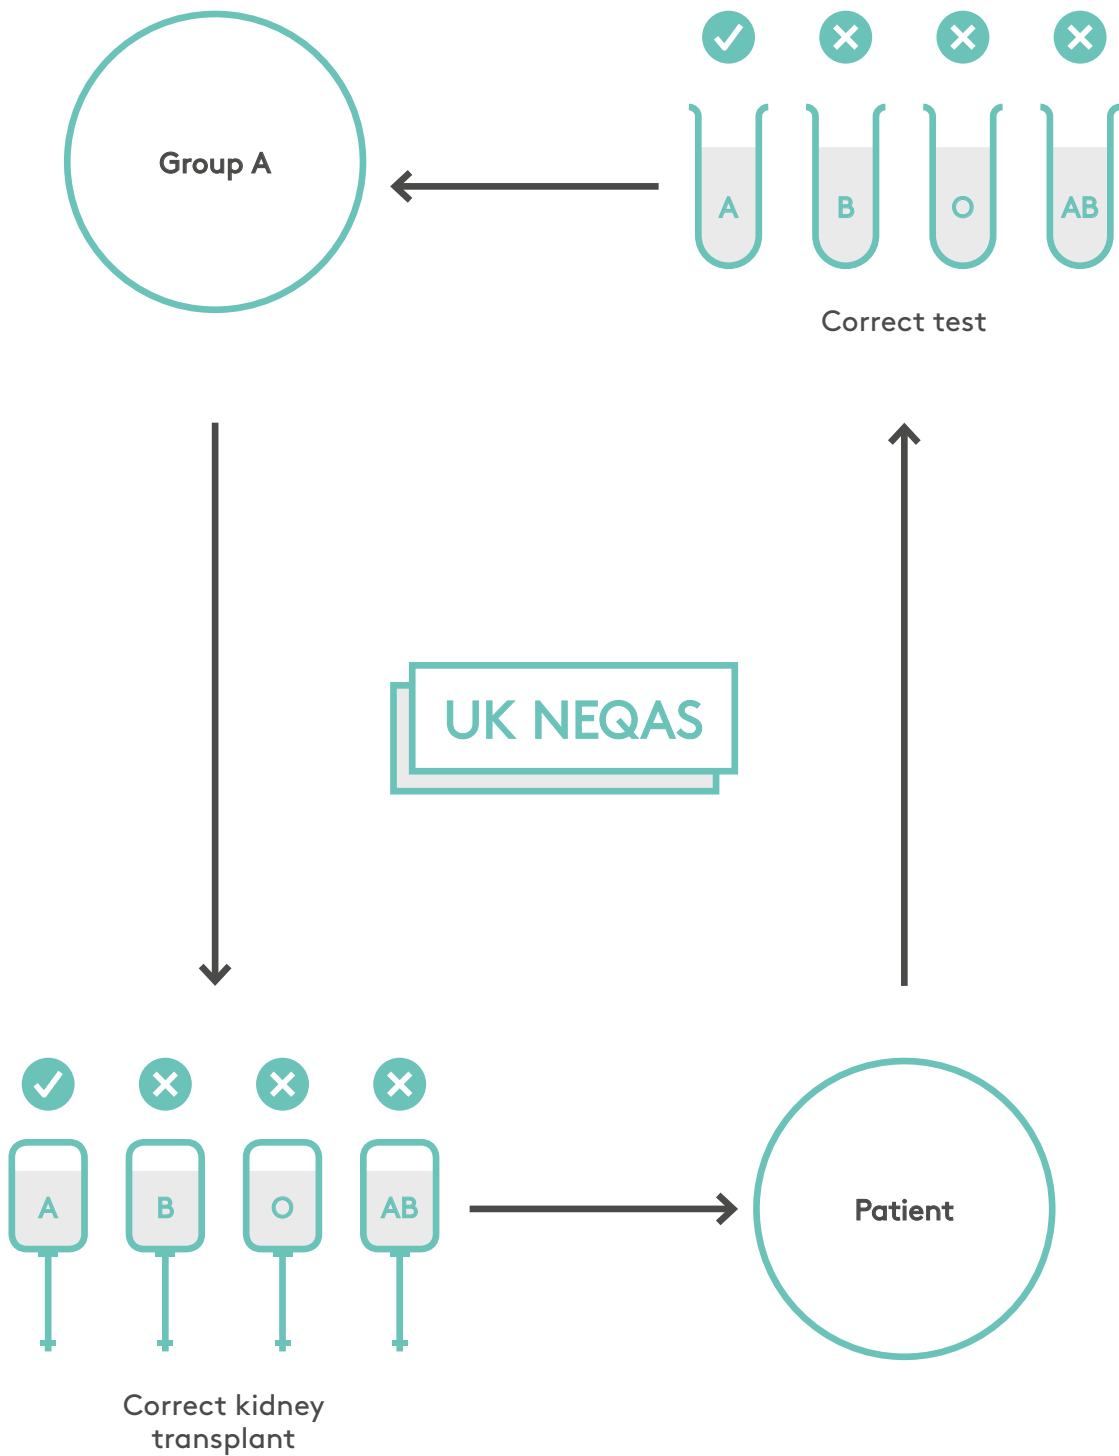 Group A
A B O AB
Correct test
UK NEQAS
A B O AB
Patient
Correct kidney
transplant